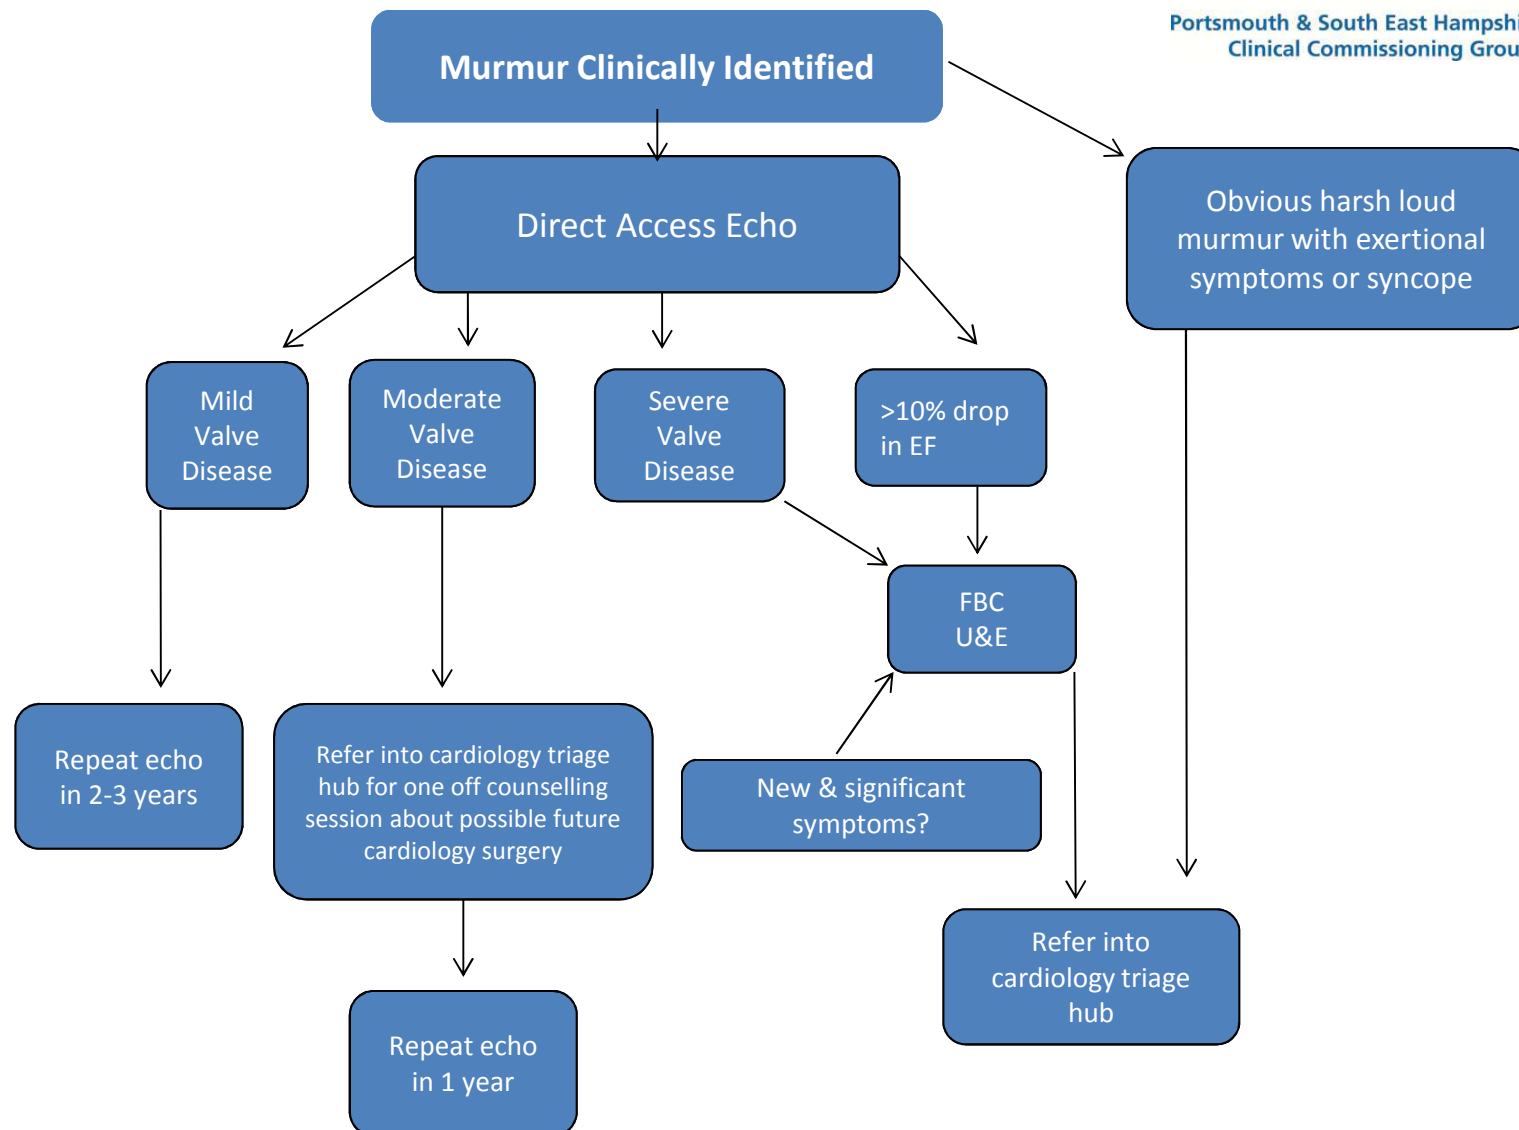 Portsmouth & South East Hampshi
Clinical Commissioning Grou
Murmur Clinically Identified
Direct Access Echo
Obvious harsh loud
murmur with exertional
symptoms or syncope
Mild
Valve
Disease
Moderate
Valve
Disease
Severe
Valve
Disease
>10% drop
in EF
FBC
U&E
Repeat echo
in 2-3 years
Refer into cardiology triage
hub for one off counselling
session about possible future
cardiology surgery
New & significant
symptoms?
Refer into
cardiology triage
hub
Repeat echo
in 1 year